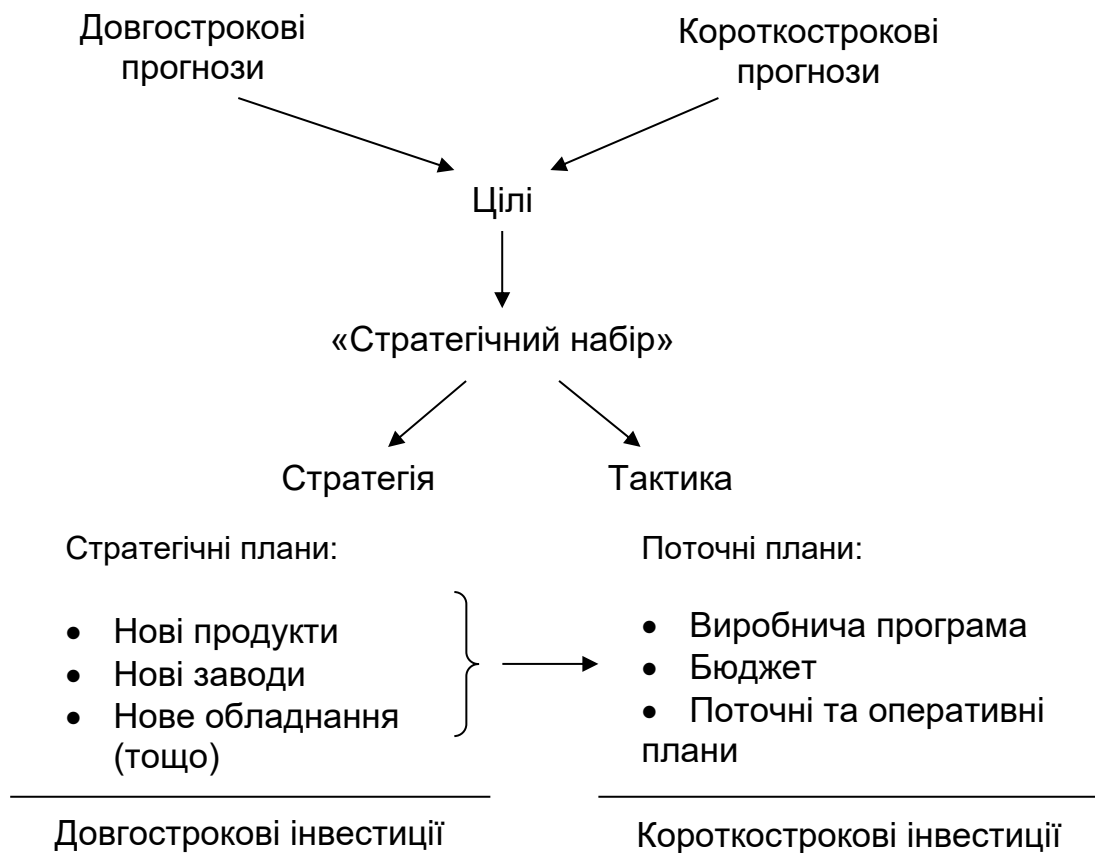 Довгострокові
прогнози
Короткострокові
прогнози
Цілі
«Стратегічний набір»
Стратегія
Тактика
Стратегічні плани:
• Нові продукти
• Нові заводи
• Нове обладнання
(тощо)
Поточні плани:
• Виробнича програма
• Бюджет
• Поточні та оперативні
плани
Довгострокові інвестиції
Короткострокові інвестиції